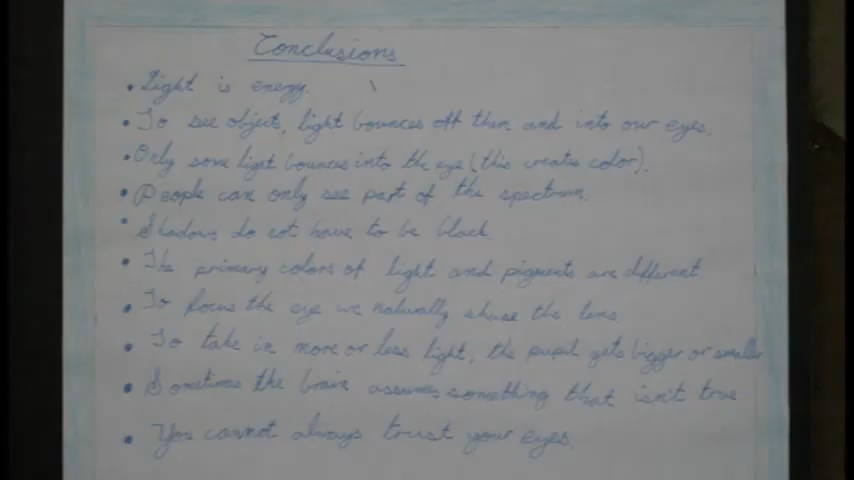 Conclusions
• Light is energy.
• To see objects, light bounces off them and into our eyes.
• Only some light bounces into the eye (this creates color).
• People can only see part of the spectrum.
• Shadows do not have to be black.
• The primary colors of light and pigments are different.
• To focus the eye we naturally shape the lens.
• To take in more or less light, the pupil gets bigger or smaller
• Sometimes the brain assumes something that isn't true
• You cannot always trust your eyes.